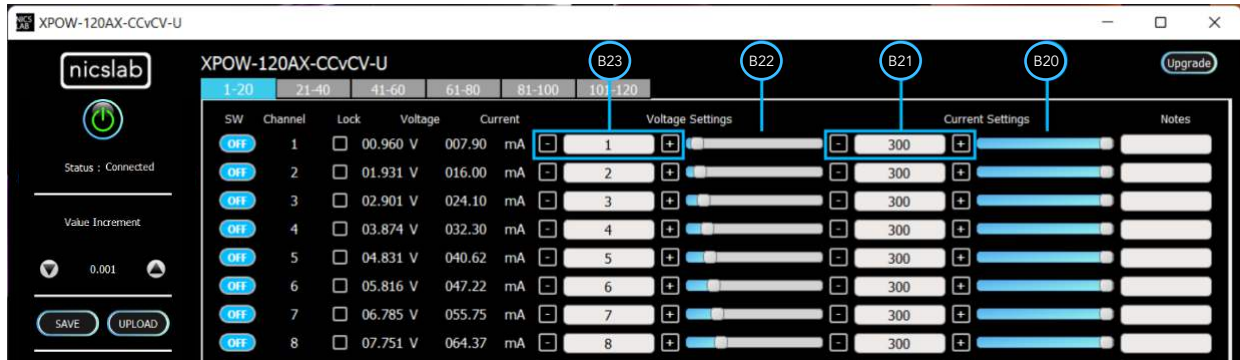 NICS LAB XPOW-120AX-CCvCV-U
nicslab XPOW-120AX-CCvCV-U B23 B22 B21 B20 Upgrade
1-20 21-40 41-60 61-80 81-100 101-120
SW Channel Lock Voltage Current Voltage Settings Current Settings Notes
OFF 1 00.960 V 007.90 mA - 1 + - 300 +
Status : Connected
OFF 2 01.931 V 016.00 mA - 2 + - 300 +
OFF 3 02.901 V 024.10 mA - 3 + - 300 +
Value Increment
OFF 4 03.874 V 032.30 mA - 4 + - 300 +
0.001
OFF 5 04.831 V 040.62 mA - 5 + - 300 +
OFF 6 05.816 V 047.22 mA - 6 + - 300 +
SAVE UPLOAD
OFF 7 06.785 V 055.75 mA - 7 + - 300 +
OFF 8 07.751 V 064.37 mA - 8 + - 300 +